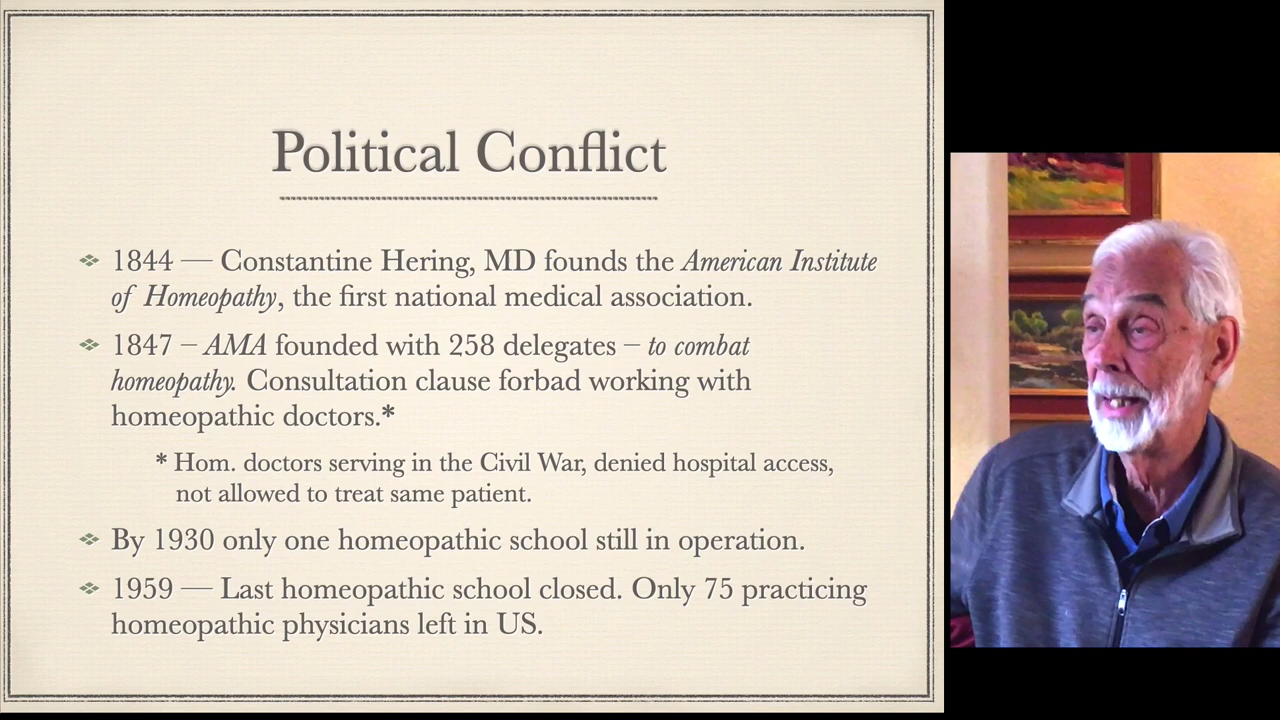 Political Conflict
1844 — Constantine Hering, MD founds the American Institute
of Homeopathy, the first national medical association.
1847 – AMA founded with 258 delegates – to combat
homeopathy. Consultation clause forbad working with
homeopathic doctors.*
* Hom. doctors serving in the Civil War, denied hospital access,
not allowed to treat same patient.
By 1930 only one homeopathic school still in operation.
1959 — Last homeopathic school closed. Only 75 practicing
homeopathic physicians left in US.